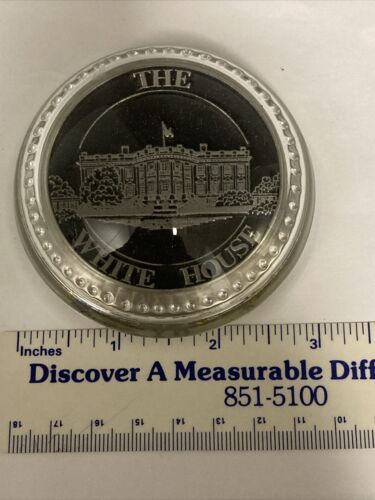 THE
WHITE HOUSE
Inches 1 2 3
Discover A Measurable Diff
851-5100
18 17 16 15 14 13 12 11 10